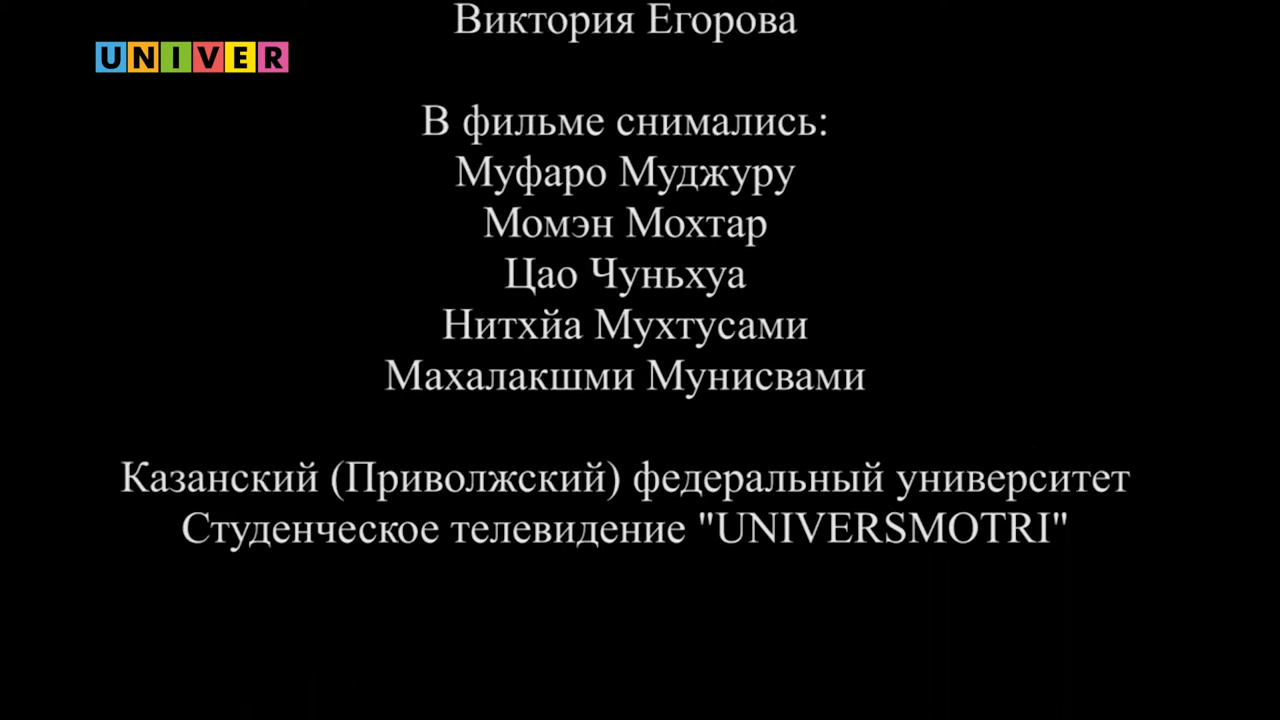 Виктория Егорова
UNIVER
В фильме снимались:
Муфаро Муджуру
Момэн Мохтар
Цао Чуньхуа
Нитхйа Мухтусами
Махалакшми Мунисвами
Казанский (Приволжский) федеральный университет
Студенческое телевидение "UNIVERSMOTRI"